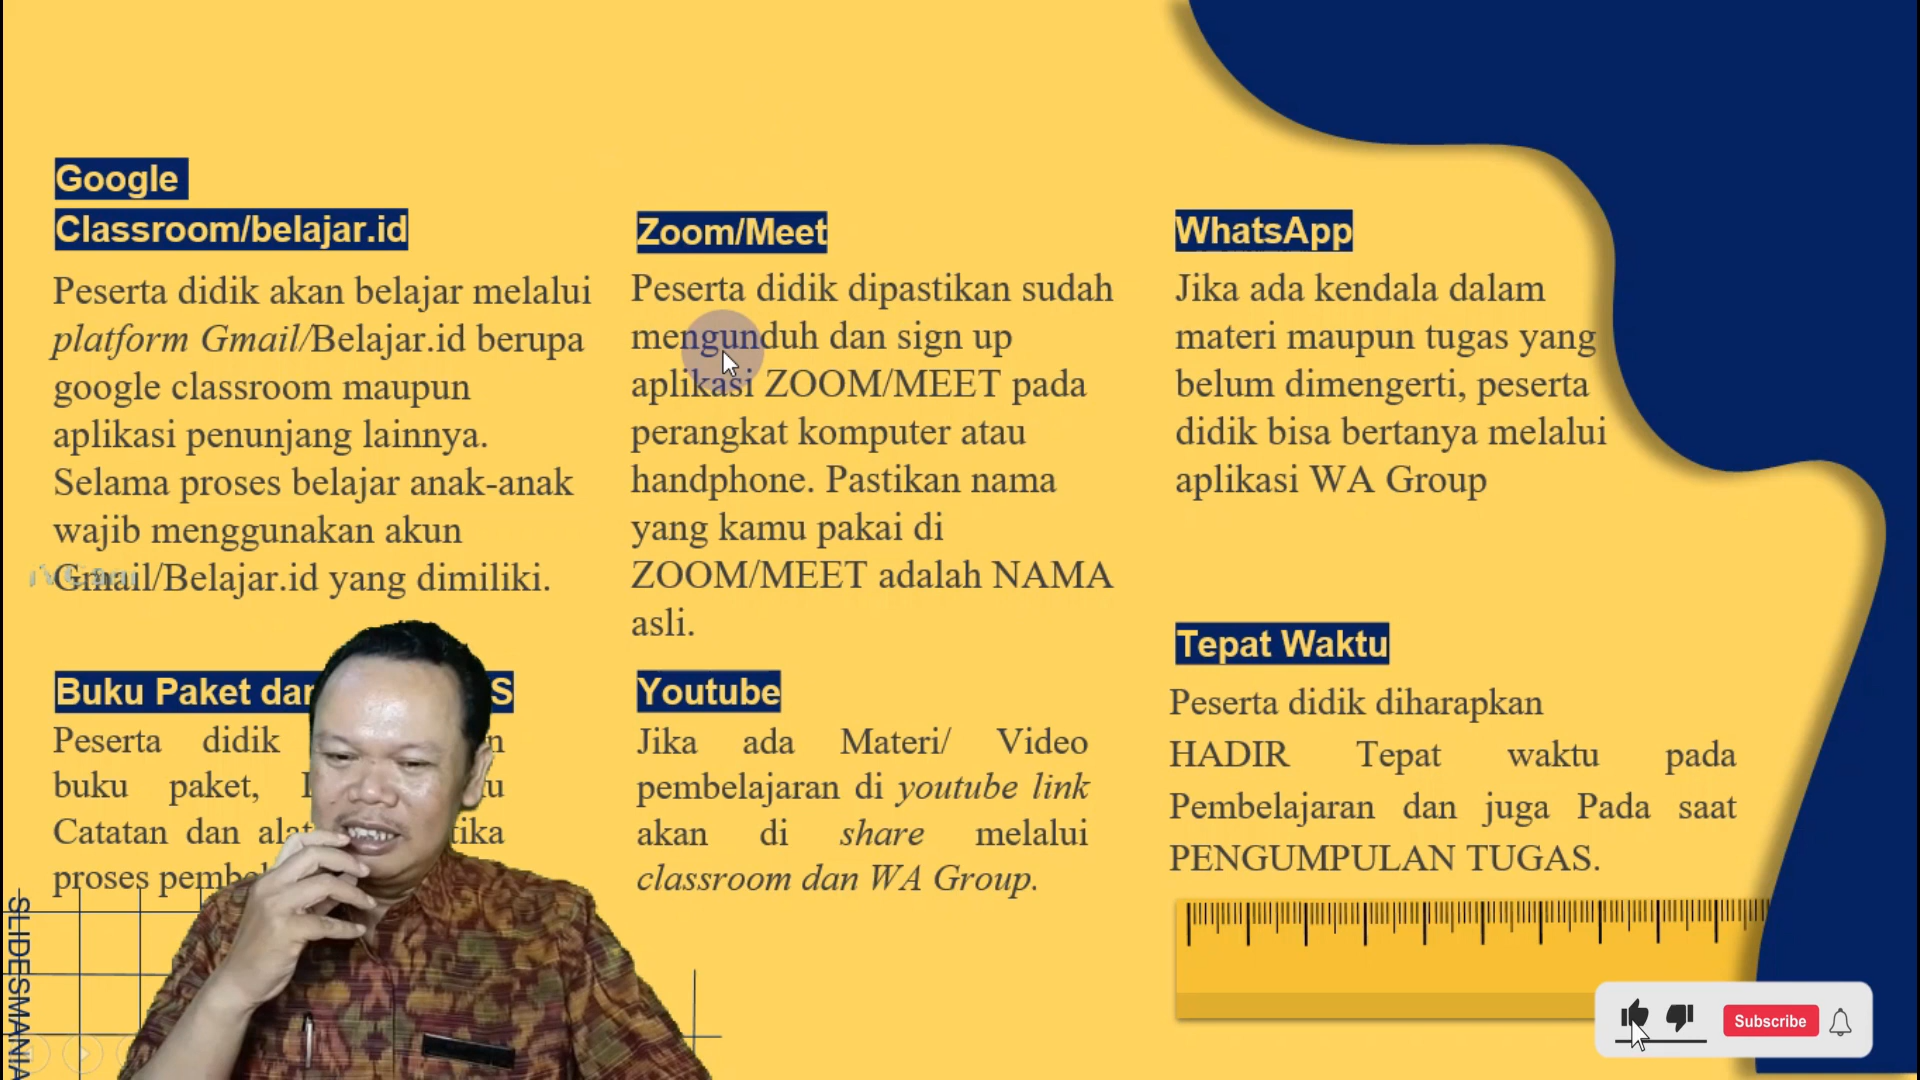 Google
Classroom/belajar.id
Peserta didik akan belajar melalui
platform Gmail/Belajar.id berupa
google classroom maupun
aplikasi penunjang lainnya.
Selama proses belajar anak-anak
wajib menggunakan akun
Gmail/Belajar.id yang dimiliki.
Zoom/Meet
Peserta didik dipastikan sudah
mengunduh dan sign up
aplikasi ZOOM/MEET pada
perangkat komputer atau
handphone. Pastikan nama
yang kamu pakai di
ZOOM/MEET adalah NAMA
asli.
WhatsApp
Jika ada kendala dalam
materi maupun tugas yang
belum dimengerti, peserta
didik bisa bertanya melalui
aplikasi WA Group
Buku Paket
Peserta didik
buku paket,
Catatan dan
proses
Youtube
Jika ada Materi/ Video
pembelajaran di youtube link
akan di share melalui
classroom dan WA Group.
Tepat Waktu
Peserta didik diharapkan
HADIR Tepat waktu pada
Pembelajaran dan juga Pada saat
PENGUMPULAN TUGAS.
SLIDESMANIA
Subscribe